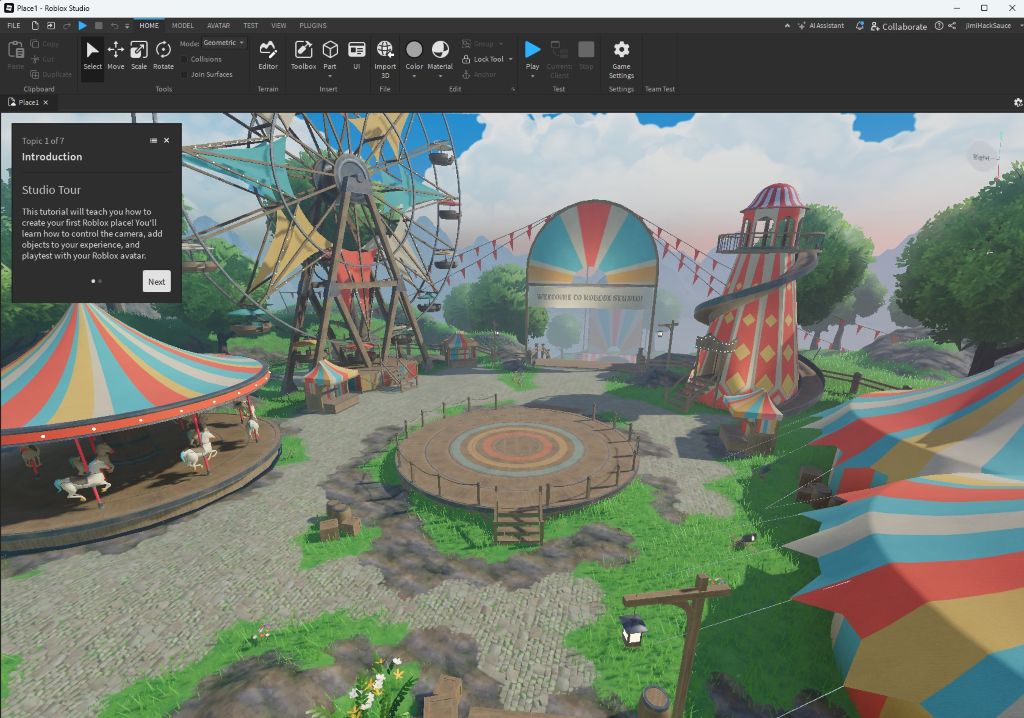 Place1 - Roblox Studio
FILE HOME MODEL AVATAR TEST VIEW PLUGINS AI Assistant Collaborate JimiHackSauce
Paste Copy Cut Duplicate
Clipboard
Select Move Scale Rotate
Mode: Geometric
Collisions
Join Surfaces
Tools
Editor
Terrain
Toolbox Part UI
Insert
Import 3D
File
Color Material
Group
Lock Tool
Anchor
Edit
Play Current: Client Stop
Test
Game Settings
Settings
Team Test
Place1
Topic 1 of 7
Introduction
Studio Tour
This tutorial will teach you how to
create your first Roblox place! You'll
learn how to control the camera, add
objects to your experience, and
playtest with your Roblox avatar.
Next
Right
WELCOME TO ROBLOX STUDIO!